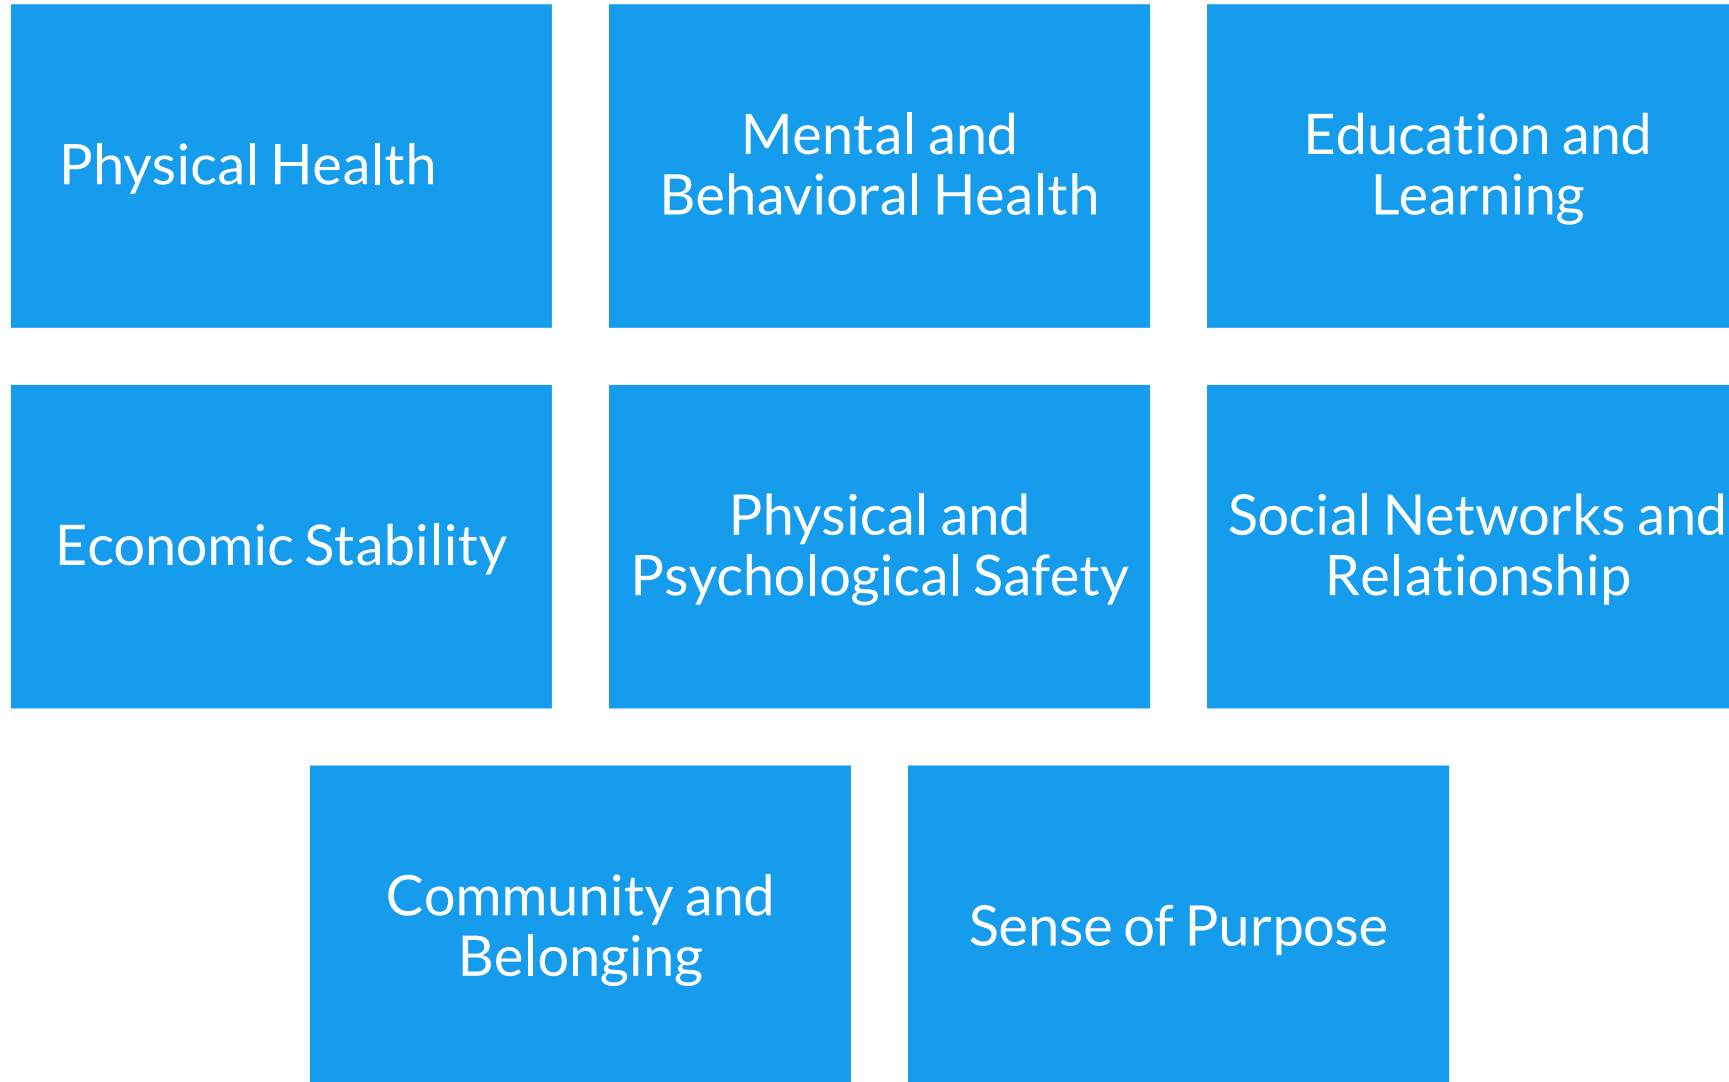 Physical Health
Mental and
Behavioral Health
Education and
Learning
Economic Stability
Physical and
Psychological Safety
Social Networks and
Relationship
Community and
Belonging
Sense of Purpose